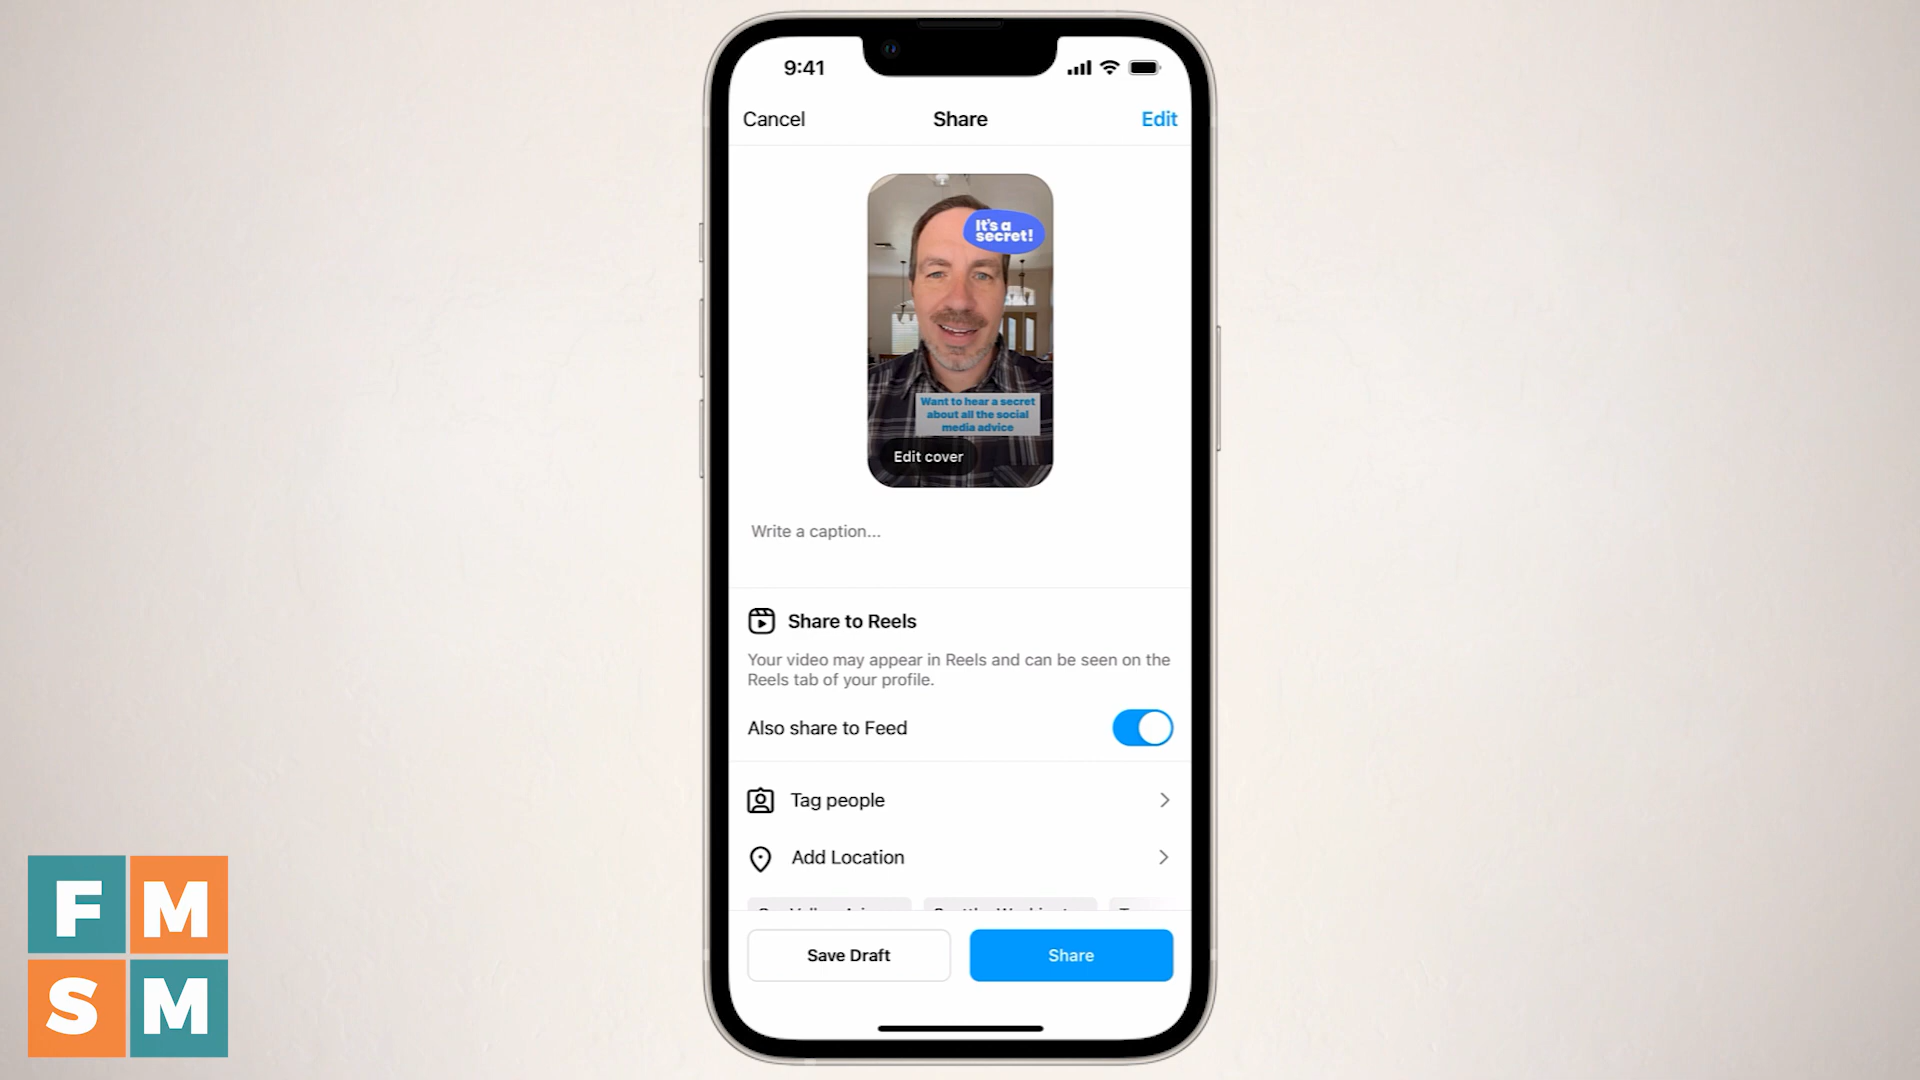 9:41
Cancel
Share
Edit
It's a
secret!
Want to hear a secret
about all the social
media advice
Edit cover
Write a caption...
Share to Reels
Your video may appear in Reels and can be seen on the
Reels tab of your profile.
Also share to Feed
Tag people
Add Location
Save Draft
Share
F M
S M